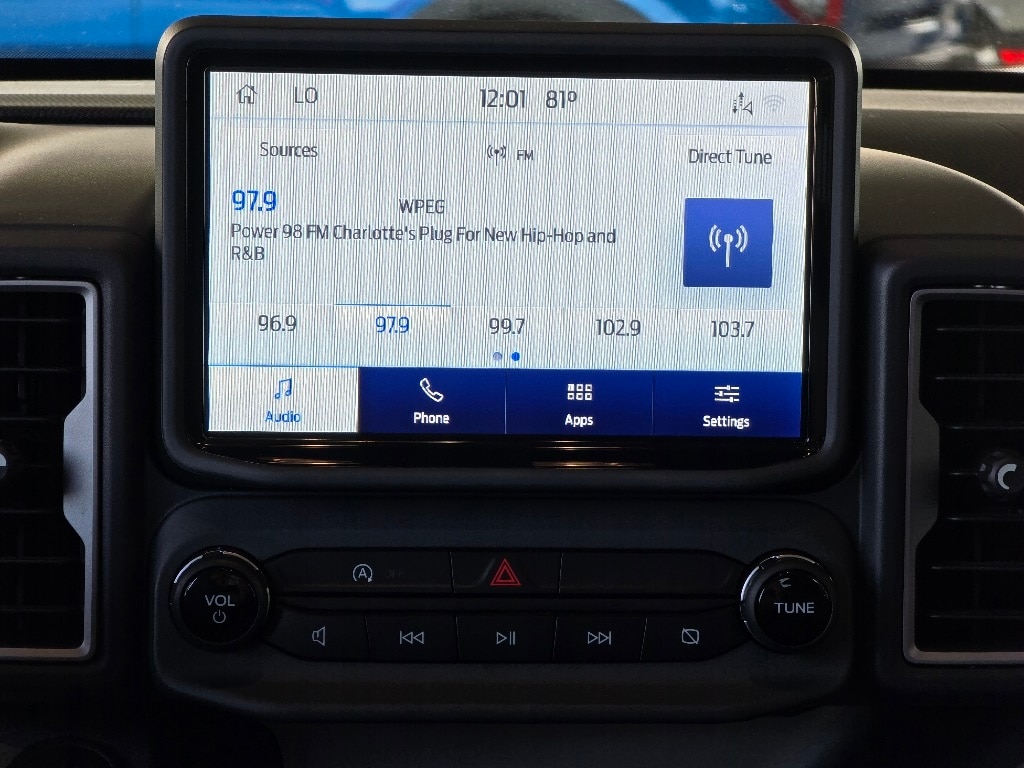 LO 12:01 81º
Sources FM Direct Tune
97.9 WPEG
Power 98 FM Charlotte's Plug For New Hip-Hop and
R&B
96.9 97.9 99.7 102.9 103.7
Audio Phone Apps Settings
A
VOL TUNE